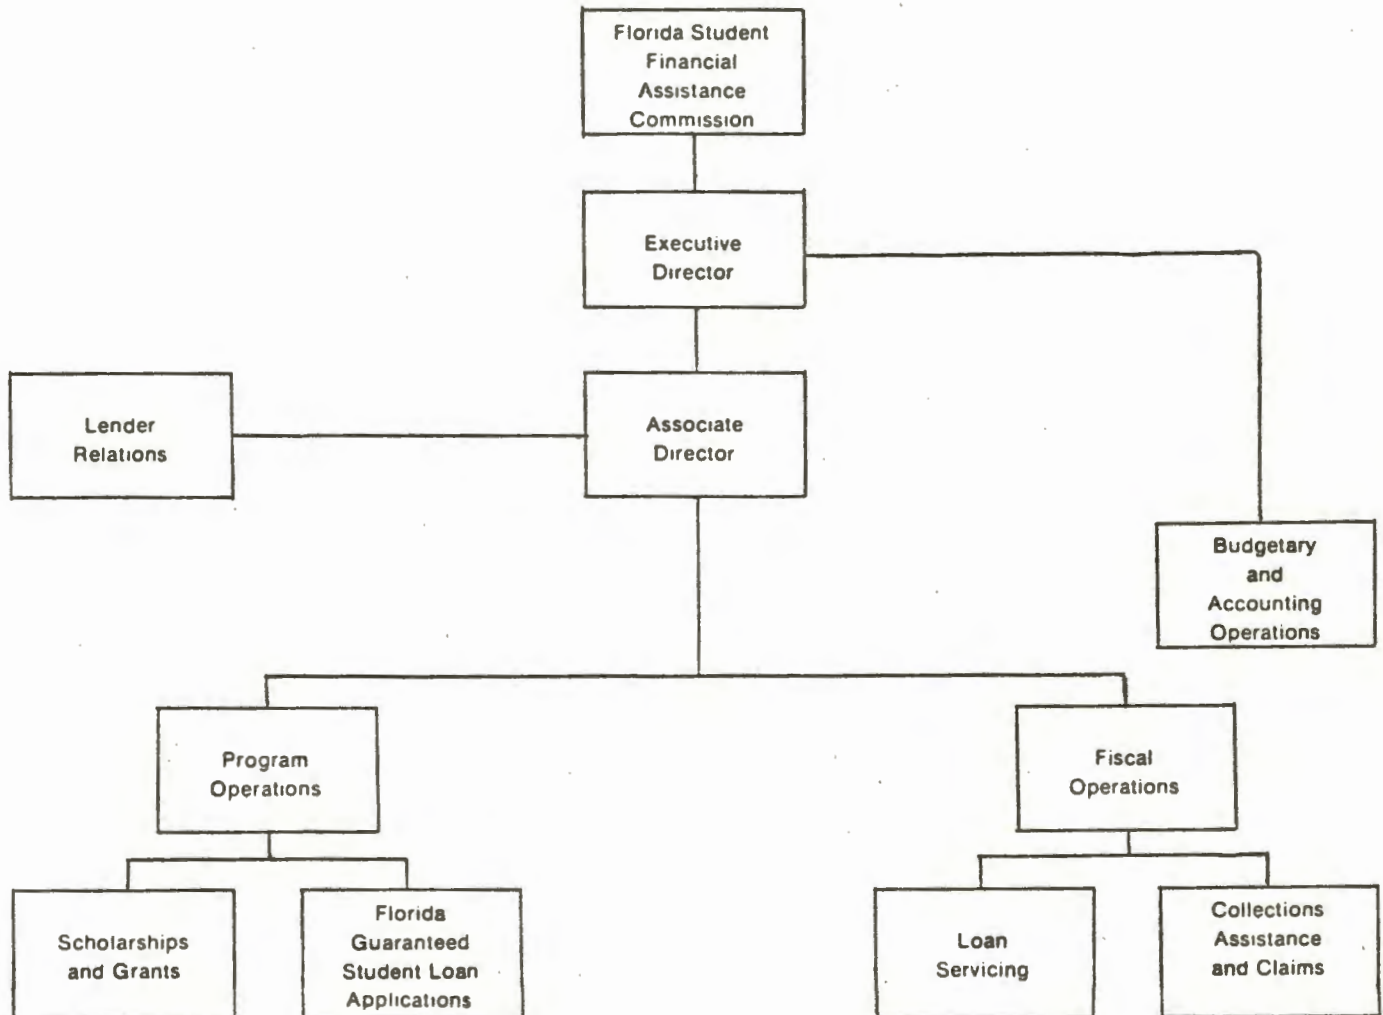 Florida Student
Financial
Assistance
Commission
Executive
Director
Lender
Relations
Associate
Director
Budgetary
and
Accounting
Operations
Program
Operations
Fiscal
Operations
Scholarships
and Grants
Florida
Guaranteed
Student Loan
Applications
Loan
Servicing
Collections
Assistance
and Claims